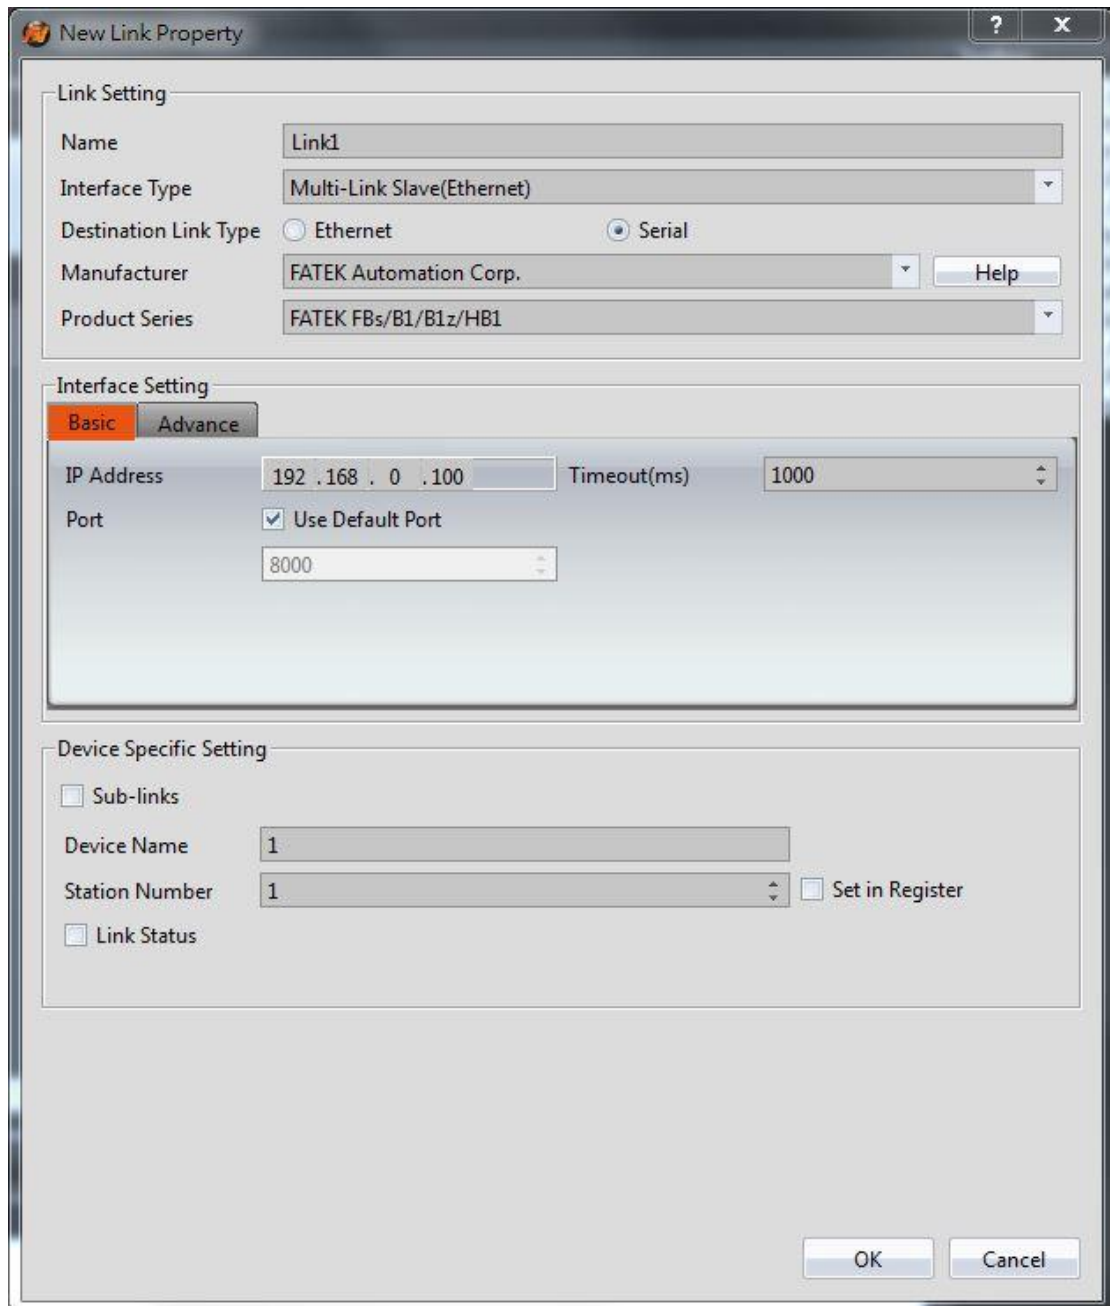 New Link Property
? X
Link Setting
Name Link1
Interface Type Multi-Link Slave(Ethernet)
Destination Link Type Ethernet Serial
Manufacturer FATEK Automation Corp. Help
Product Series FATEK FBs/B1/B1z/HB1
Interface Setting
Basic Advance
IP Address 192 .168 . 0 .100 Timeout(ms) 1000
Port Use Default Port
8000
Device Specific Setting
Sub-links
Device Name 1
Station Number 1 Set in Register
Link Status
OK Cancel